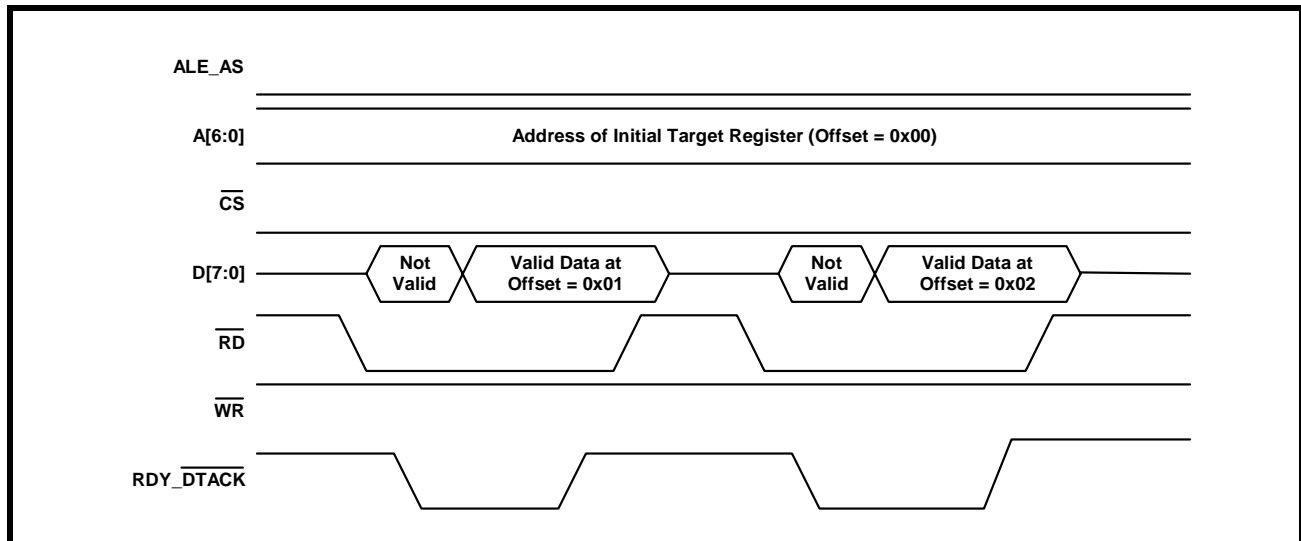 ALE_AS
A[6:0]
Address of Initial Target Register (Offset = 0x00)
CS
D[7:0]
Not
Valid
Valid Data at
Offset = 0x01
Not
Valid
Valid Data at
Offset = 0x02
RD
WR
RDY_DTACK